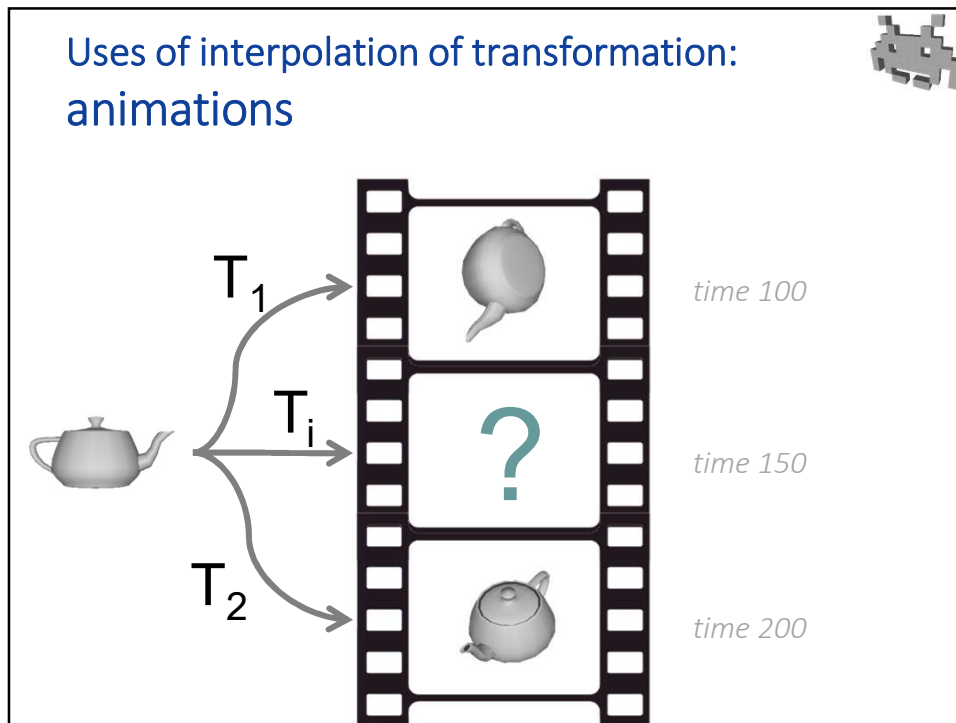 Uses of interpolation of transformation:
animations
T1
time 100
Ti
?
time 150
T2
time 200